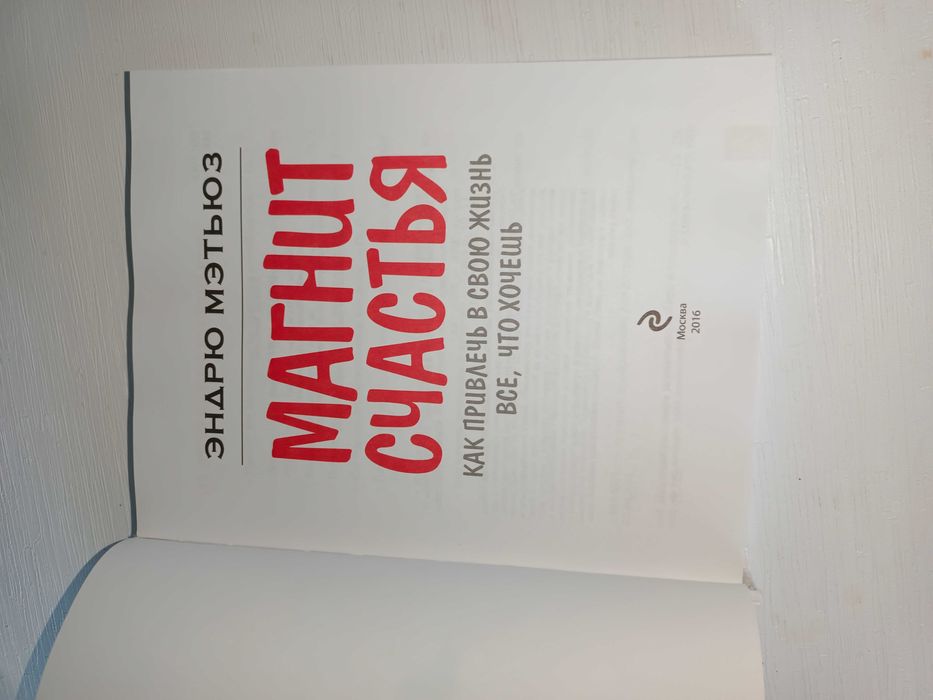 ЭНДРЮ МЭТЬЮЗ
МАГНИТ
СЧАСТЬЯ
КАК ПРИВЛЕЧЬ В СВОЮ ЖИЗНЬ
ВСЕ, ЧТО ХОЧЕШЬ
Москва
2016